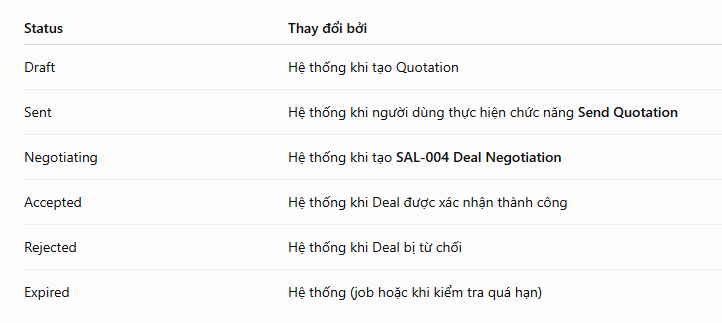 Status Thay đổi bởi
Draft Hệ thống khi tạo Quotation
Sent Hệ thống khi người dùng thực hiện chức năng Send Quotation
Negotiating Hệ thống khi tạo SAL-004 Deal Negotiation
Accepted Hệ thống khi Deal được xác nhận thành công
Rejected Hệ thống khi Deal bị từ chối
Expired Hệ thống (job hoặc khi kiểm tra quá hạn)